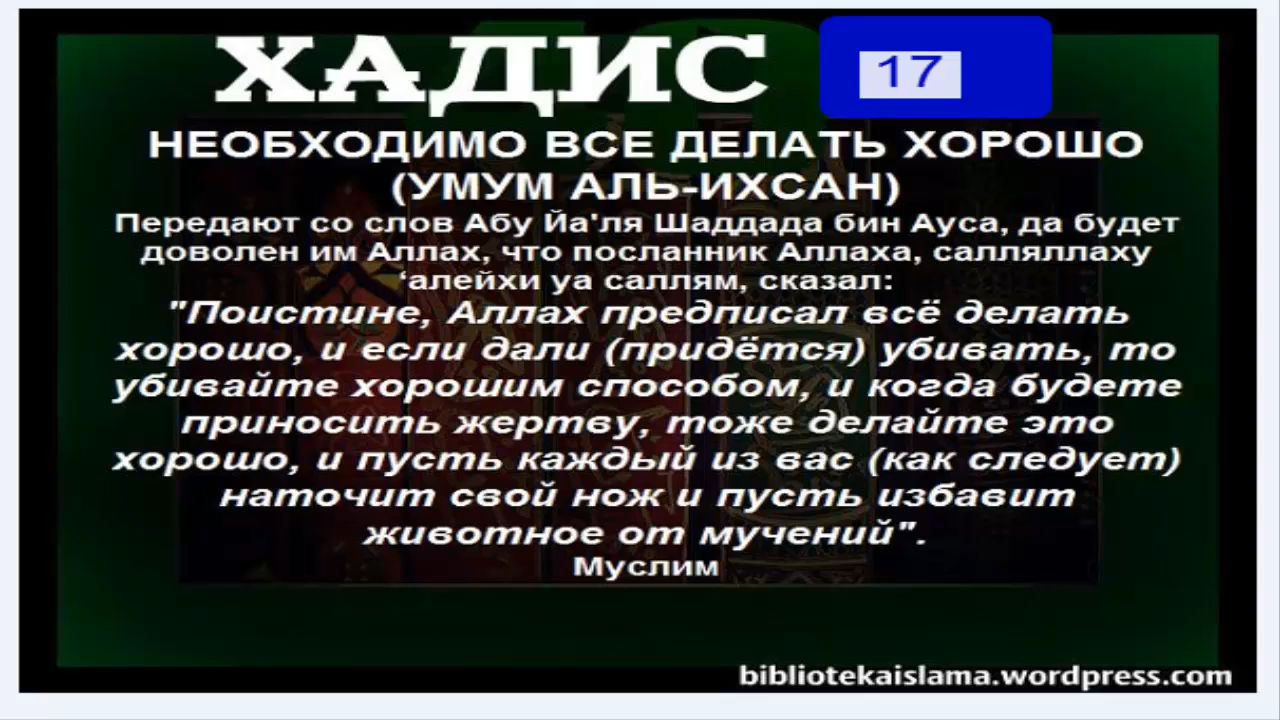 ХАДИС 17
НЕОБХОДИМО ВСЕ ДЕЛАТЬ ХОРОШО
(УМУМ АЛЬ-ИХСАН)
Передают со слов Абу Йа'ля Шаддада бин Ауса, да будет
доволен им Аллах, что посланник Аллаха, салляллаху
‘алейхи уа саллям, сказал:
"Поистине, Аллах предписал всё делать
хорошо, и если дали (придётся) убивать, то
убивайте хорошим способом, и когда будете
приносить жертву, тоже делайте это
хорошо, и пусть каждый из вас (как следует)
наточит свой нож и пусть избавит
животное от мучений".
Муслим
bibliotekaislama.wordpress.com